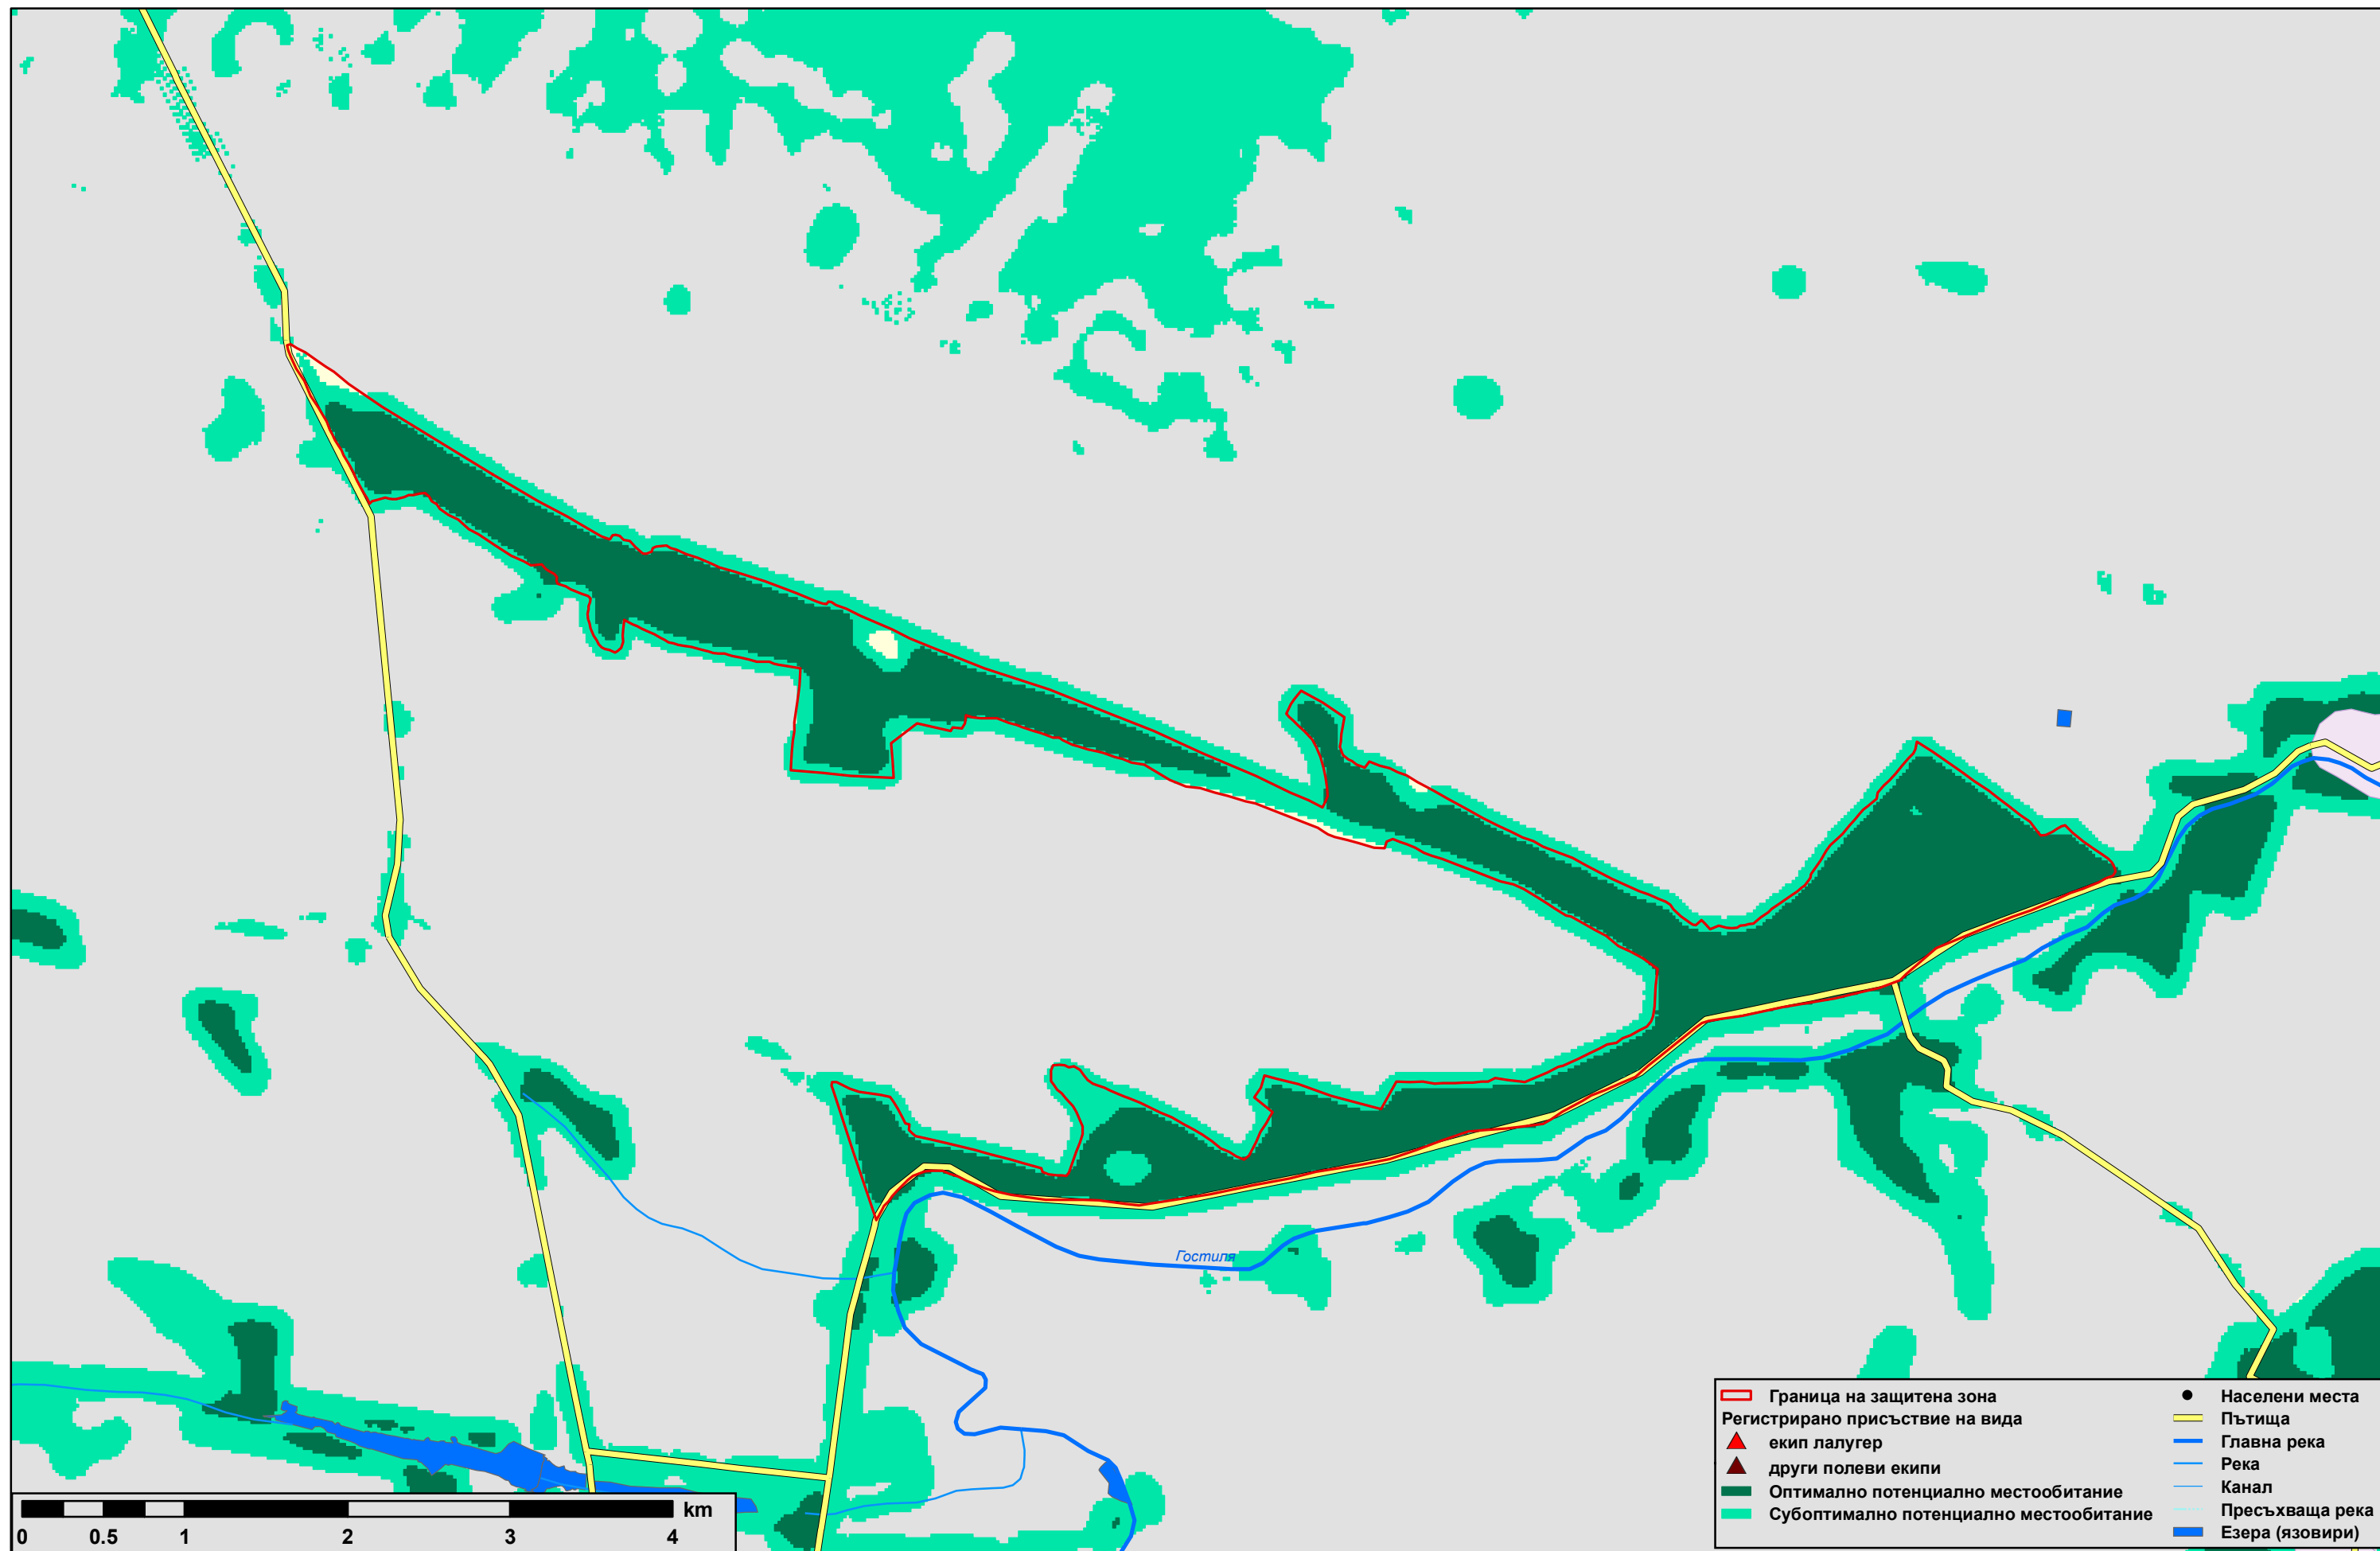 Гостиля
Граница на защитена зона
Регистрирано присъствие на вида
екип лалугер
други полеви екипи
Оптимално потенциално местообитание
Субоптимално потенциално местообитание
Населени места
Пътища
Главна река
Река
Канал
Пресъхваща река
Езера (язовири)
km
0 0.5 1 2 3 4